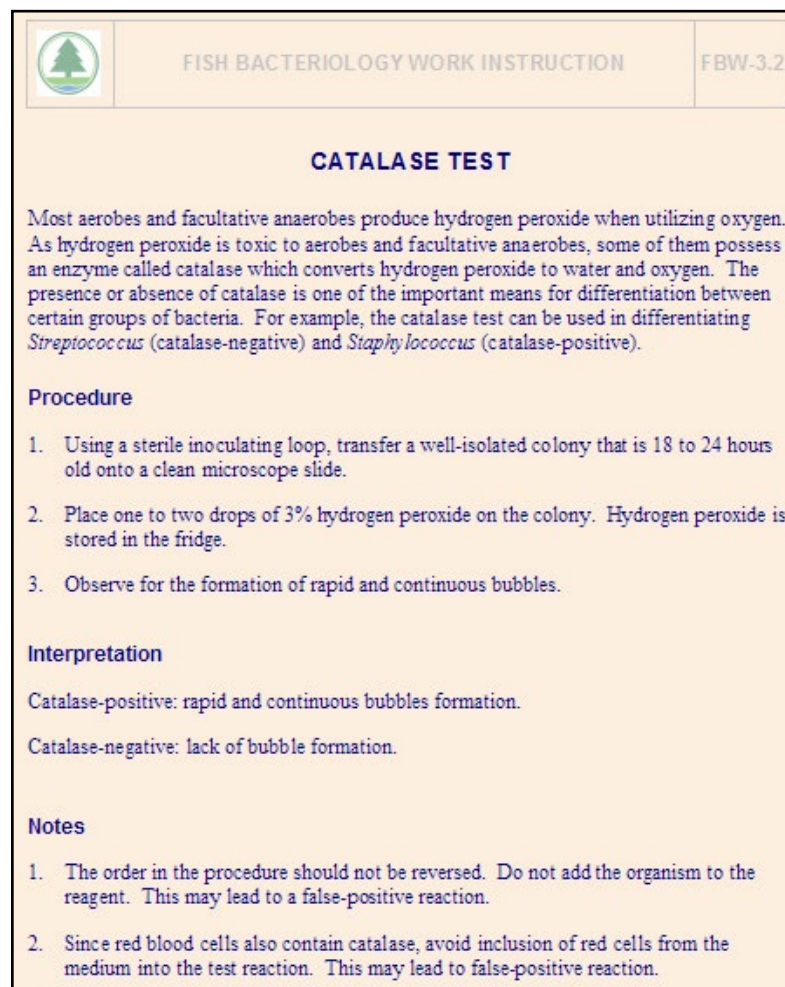 FISH BACTERIOLOGY WORK INSTRUCTION FBW-3.2
CATALASE TEST
Most aerobes and facultative anaerobes produce hydrogen peroxide when utilizing oxygen.
As hydrogen peroxide is toxic to aerobes and facultative anaerobes, some of them possess
an enzyme called catalase which converts hydrogen peroxide to water and oxygen. The
presence or absence of catalase is one of the important means for differentiation between
certain groups of bacteria. For example, the catalase test can be used in differentiating
Streptococcus (catalase-negative) and Staphylococcus (catalase-positive).
Procedure
1. Using a sterile inoculating loop, transfer a well-isolated colony that is 18 to 24 hours
old onto a clean microscope slide.
2. Place one to two drops of 3% hydrogen peroxide on the colony. Hydrogen peroxide is
stored in the fridge.
3. Observe for the formation of rapid and continuous bubbles.
Interpretation
Catalase-positive: rapid and continuous bubbles formation.
Catalase-negative: lack of bubble formation.
Notes
1. The order in the procedure should not be reversed. Do not add the organism to the
reagent. This may lead to a false-positive reaction.
2. Since red blood cells also contain catalase, avoid inclusion of red cells from the
medium into the test reaction. This may lead to false-positive reaction.